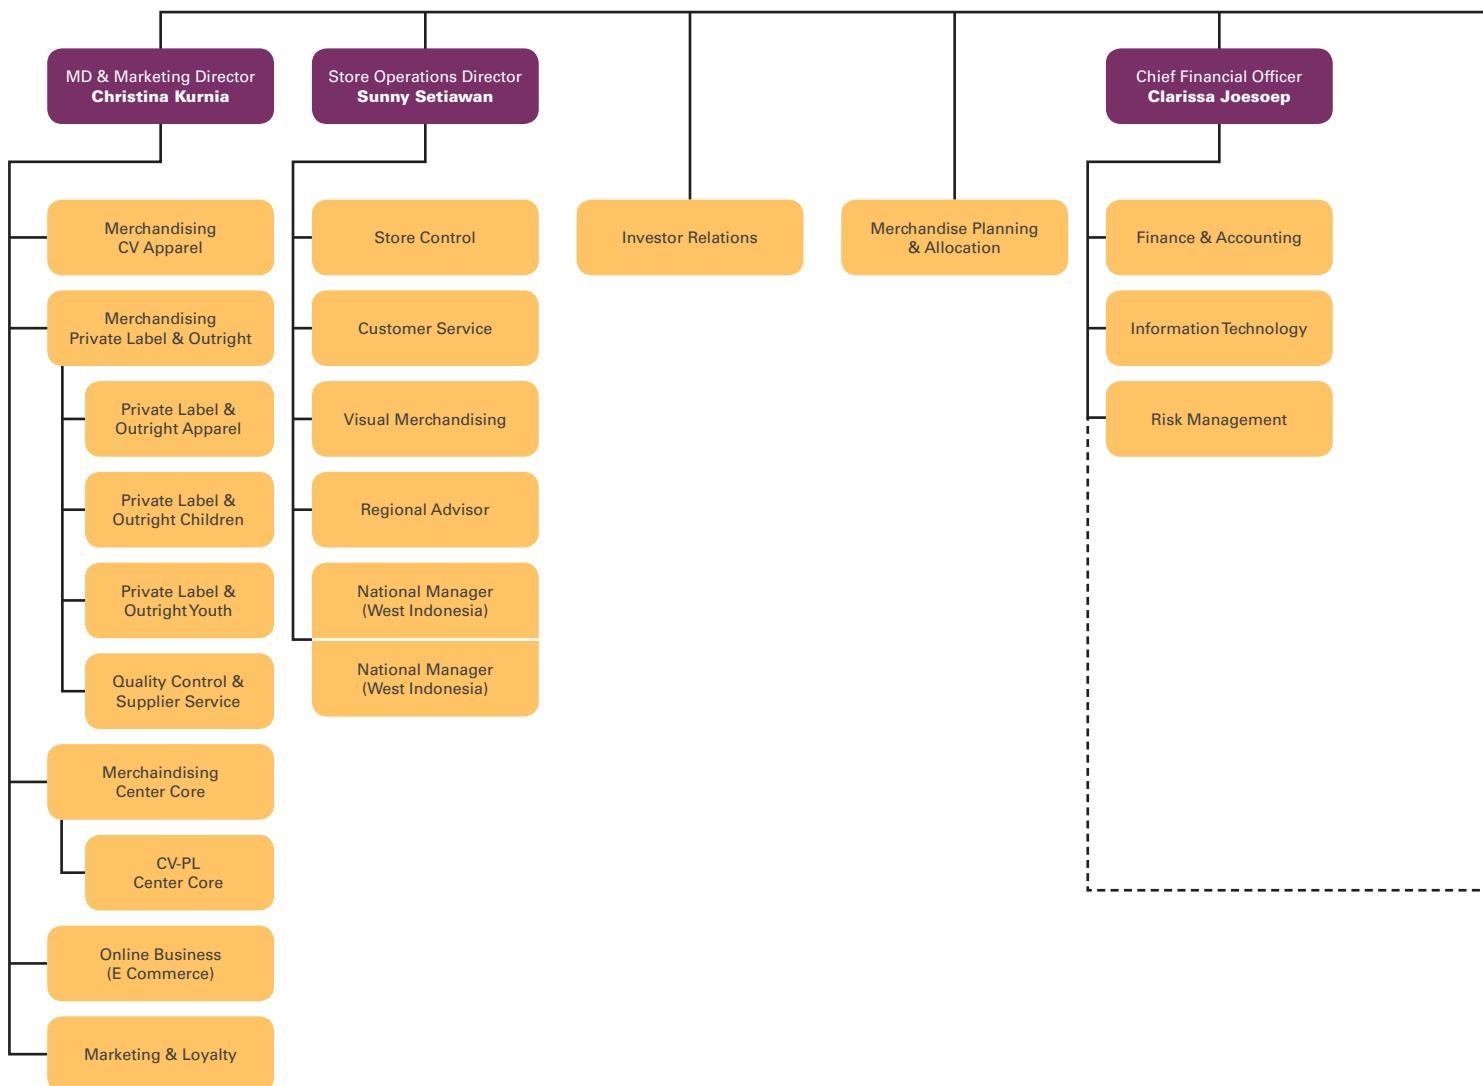 MD & Marketing Director
Christina Kurnia
Merchandising
CV Apparel
Merchandising
Private Label & Outright
Private Label &
Outright Apparel
Private Label &
Outright Children
Private Label &
Outright Youth
Quality Control &
Supplier Service
Merchaindising
Center Core
CV-PL
Center Core
Online Business
(E Commerce)
Marketing & Loyalty
Store Operations Director
Sunny Setiawan
Store Control
Customer Service
Visual Merchandising
Regional Advisor
National Manager
(West Indonesia)
National Manager
(West Indonesia)
Investor Relations
Merchandise Planning
& Allocation
Chief Financial Officer
Clarissa Joesoep
Finance & Accounting
Information Technology
Risk Management